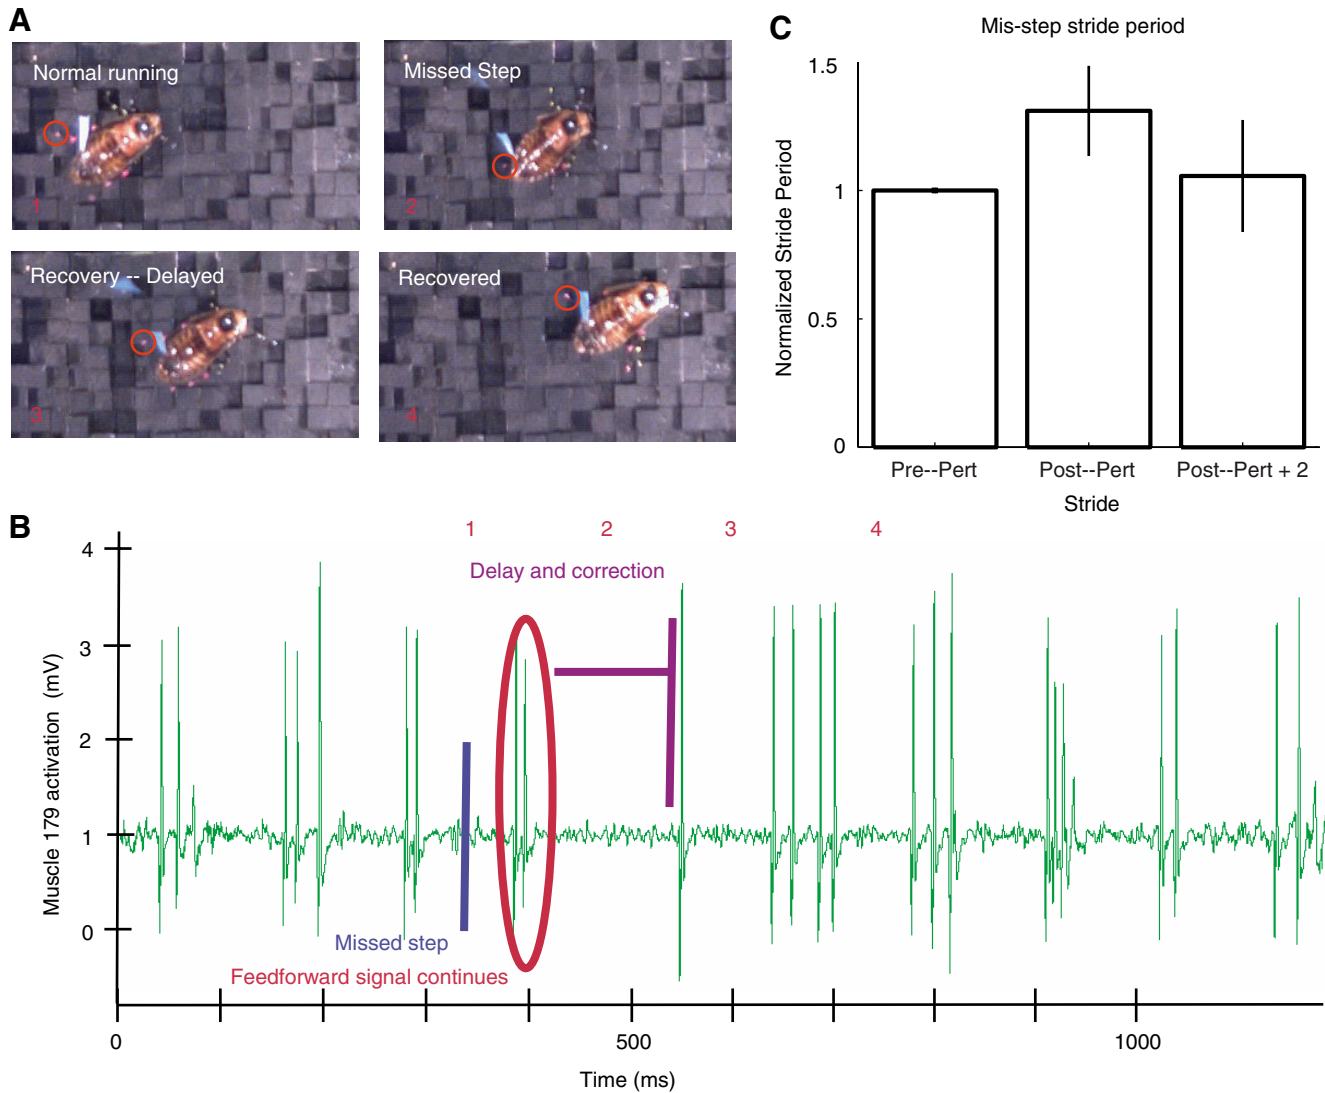 A
Normal running
1
Missed Step
2
Recovery -- Delayed
3
Recovered
4
C
Mis-step stride period
1.5
1
0.5
0
Normalized Stride Period
Pre--Pert
Post--Pert
Post--Pert + 2
Stride
B
1
2
3
4
Delay and correction
4
3
2
1
0
Muscle 179 activation (mV)
Missed step
Feedforward signal continues
0
500
1000
Time (ms)